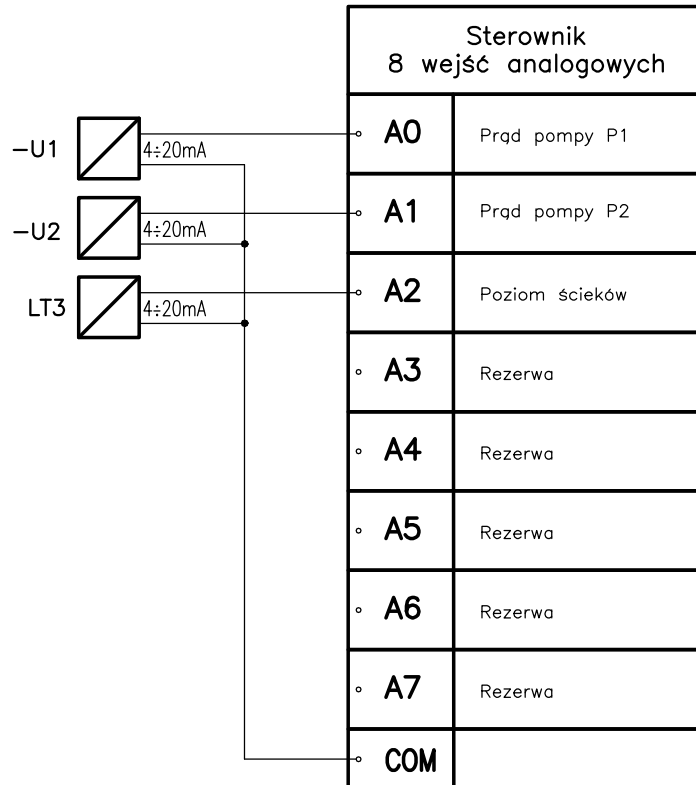 Sterownik
8 wejść analogowych
-U1
4÷20mA
A0
Prąd pompy P1
-U2
4÷20mA
A1
Prąd pompy P2
LT3
4÷20mA
A2
Poziom ścieków
A3
Rezerwa
A4
Rezerwa
A5
Rezerwa
A6
Rezerwa
A7
Rezerwa
COM